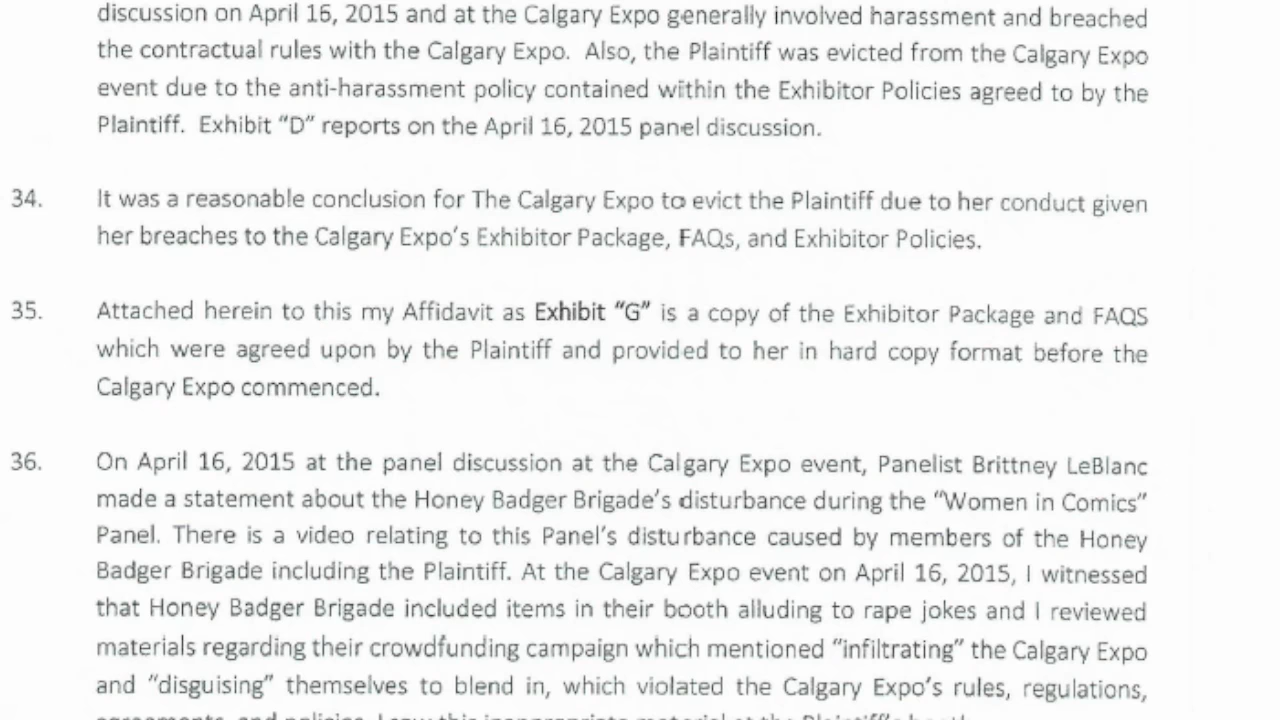 discussion on April 16, 2015 and at the Calgary Expo generally involved harassment and breached
the contractual rules with the Calgary Expo. Also, the Plaintiff was evicted from the Calgary Expo
event due to the anti-harassment policy contained within the Exhibitor Policies agreed to by the
Plaintiff. Exhibit “D” reports on the April 16, 2015 panel discussion.
34. It was a reasonable conclusion for The Calgary Expo to evict the Plaintiff due to her conduct given
her breaches to the Calgary Expo’s Exhibitor Package, FAQs, and Exhibitor Policies.
35. Attached herein to this my Affidavit as Exhibit “G” is a copy of the Exhibitor Package and FAQS
which were agreed upon by the Plaintiff and provided to her in hard copy format before the
Calgary Expo commenced.
36. On April 16, 2015 at the panel discussion at the Calgary Expo event, Panelist Brittney LeBlanc
made a statement about the Honey Badger Brigade’s disturbance during the “Women in Comics”
Panel. There is a video relating to this Panel’s disturbance caused by members of the Honey
Badger Brigade including the Plaintiff. At the Calgary Expo event on April 16, 2015, I witnessed
that Honey Badger Brigade included items in their booth alluding to rape jokes and I reviewed
materials regarding their crowdfunding campaign which mentioned “infiltrating” the Calgary Expo
and “disguising” themselves to blend in, which violated the Calgary Expo’s rules, regulations,
agreements, and policies. I saw this inappropriate material at the Plaintiff’s booth.